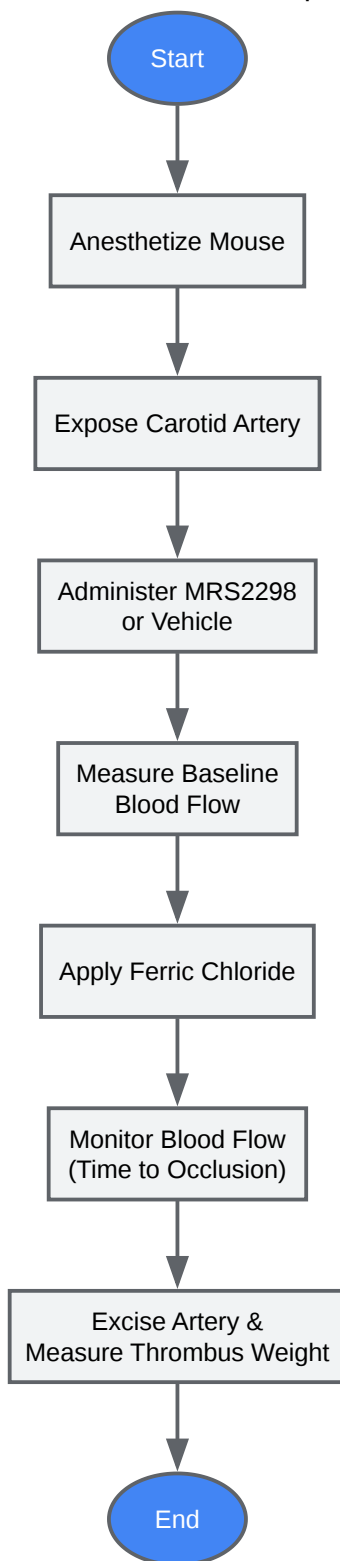 Start
Anesthetize Mouse
Expose Carotid Artery
Administer MRS2298
or Vehicle
Measure Baseline
Blood Flow
Apply Ferric Chloride
Monitor Blood Flow
(Time to Occlusion)
Excise Artery &
Measure Thrombus Weight
End